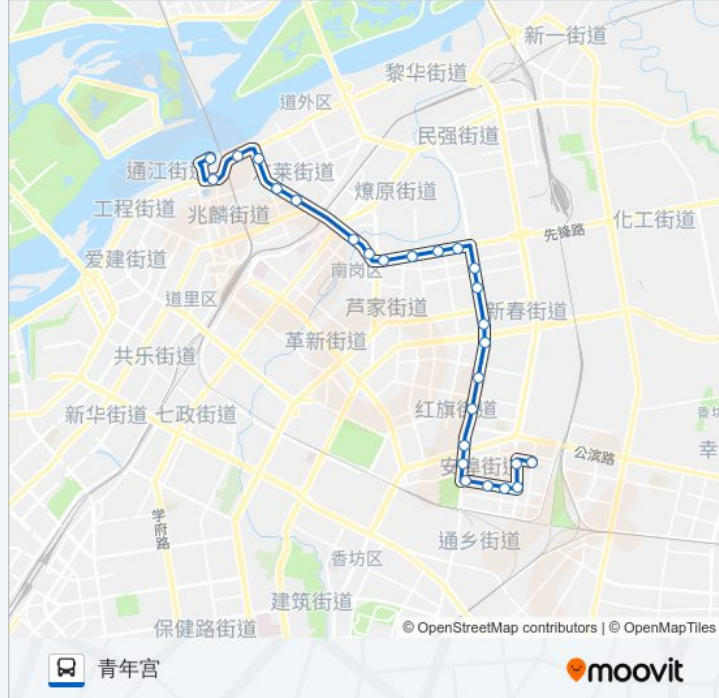 新一街道
黎华街道
道外区
民强街道
通江街道
东莱街道
燎原街道
工程街道
兆麟街道
化工街道
先锋路
爱建街道
南岗区
道里区
芦家街道
新春街道
革新街道
共乐街道
新华街道
七政街道
红旗街道
香坊
幸
安埠街道
公滨路
学府路
通乡街道
香坊区
建筑街道
保健路街道
© OpenStreetMap contributors | © OpenMapTiles
青年宫
moovit